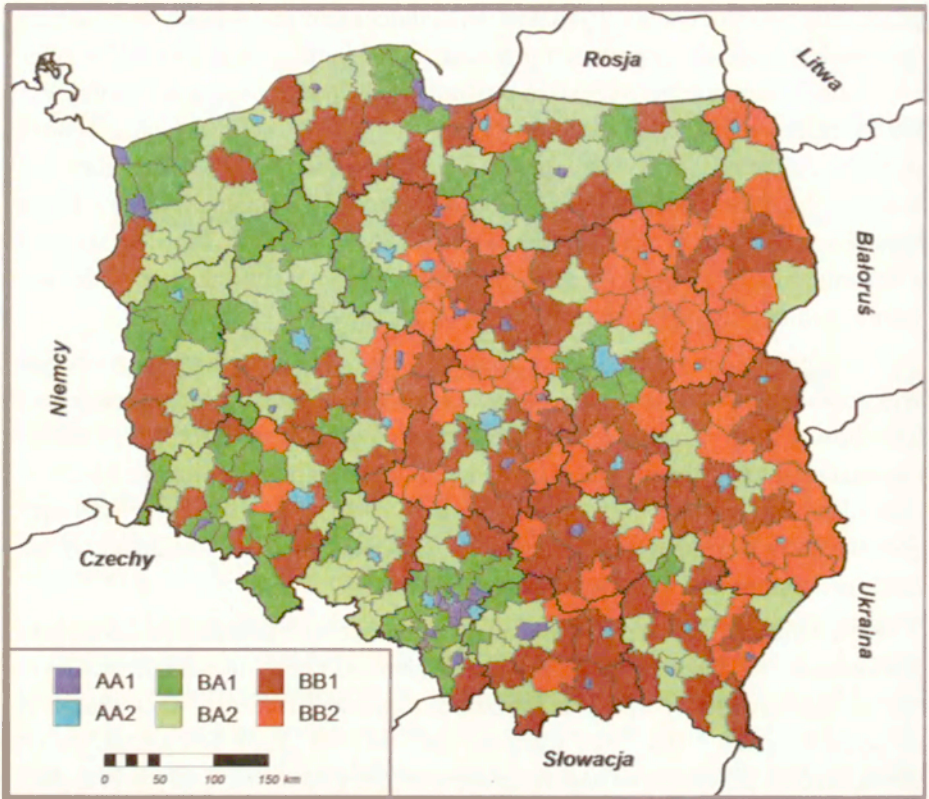 Rosja
Litwa
Białoruś
Niemcy
Czechy
Ukraina
Słowacja
AA1 BA1 BB1
AA2 BA2 BB2
0 50 100 150 km